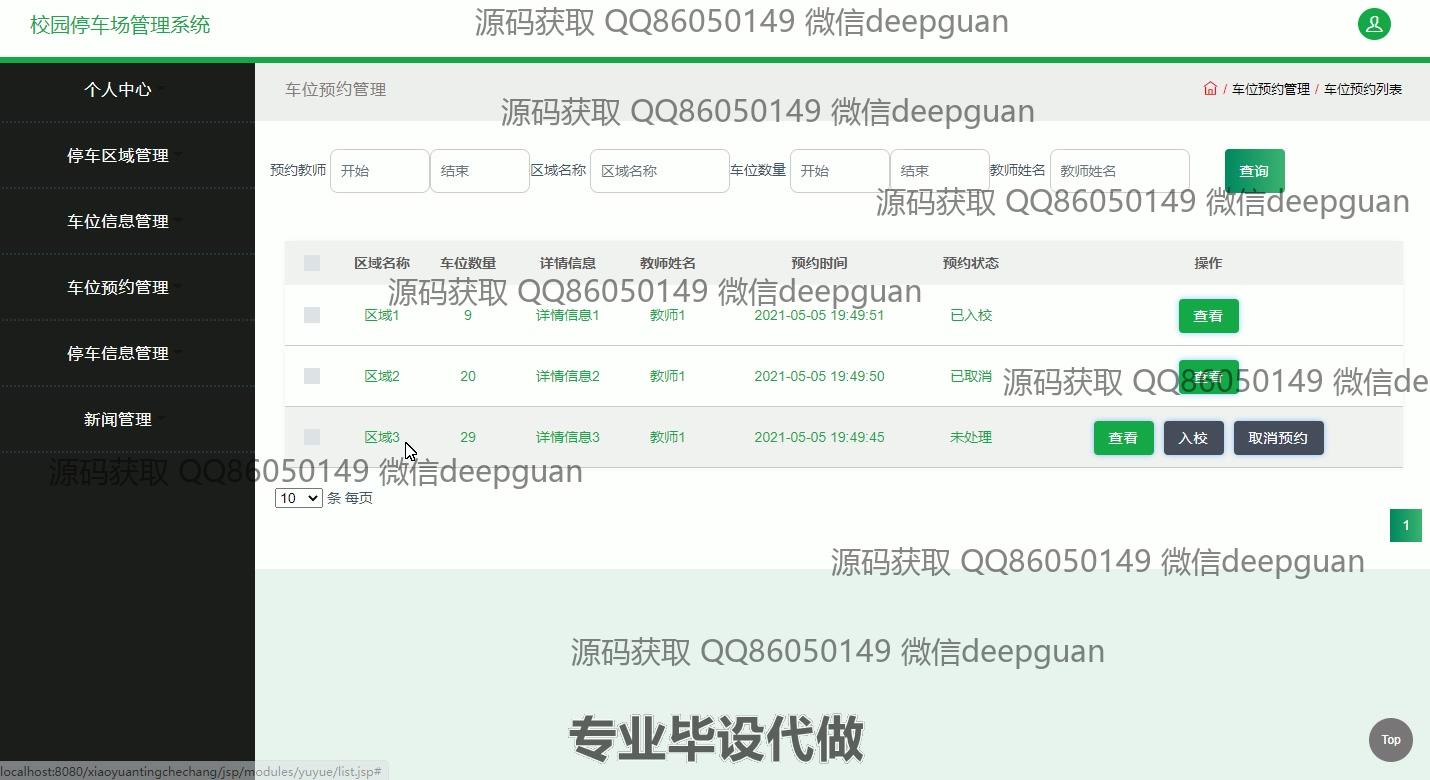 校园停车场管理系统
源码获取 QQ86050149 微信deepguan
个人中心
停车区域管理
车位信息管理
车位预约管理
停车信息管理
新闻管理
车位预约管理
/ 车位预约管理 / 车位预约列表
源码获取 QQ86050149 微信deepguan
预约教师 开始 结束 区域名称 区域名称 车位数量 开始 结束 教师姓名 教师姓名 查询
源码获取 QQ86050149 微信deepguan
区域名称 车位数量 详情信息 教师姓名 预约时间 预约状态 操作
源码获取 QQ86050149 微信deepguan
区域1 9 详情信息1 教师1 2021-05-05 19:49:51 已入校 查看
区域2 20 详情信息2 教师1 2021-05-05 19:49:50 已取消 查看
源码获取 QQ86050149 微信de
区域3 29 详情信息3 教师1 2021-05-05 19:49:45 未处理 查看 入校 取消预约
源码获取 QQ86050149 微信deepguan
10 条 每页
1
源码获取 QQ86050149 微信deepguan
源码获取 QQ86050149 微信deepguan
专业毕设代做
Top
localhost:8080/xiaoyuantingchechang/jsp/modules/yuyue/list.jsp#